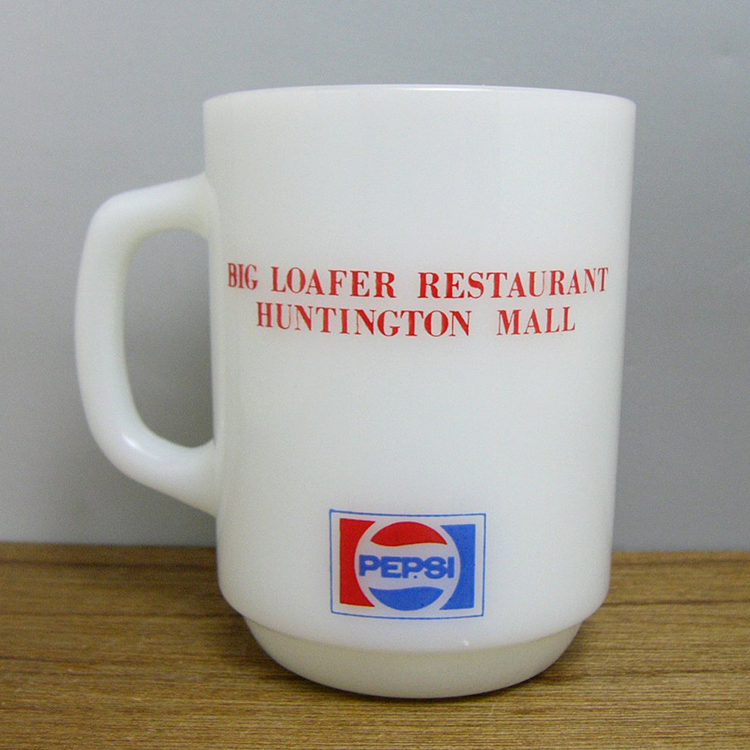 BIG LOAFER RESTAURANT
HUNTINGTON MALL
PEPSI